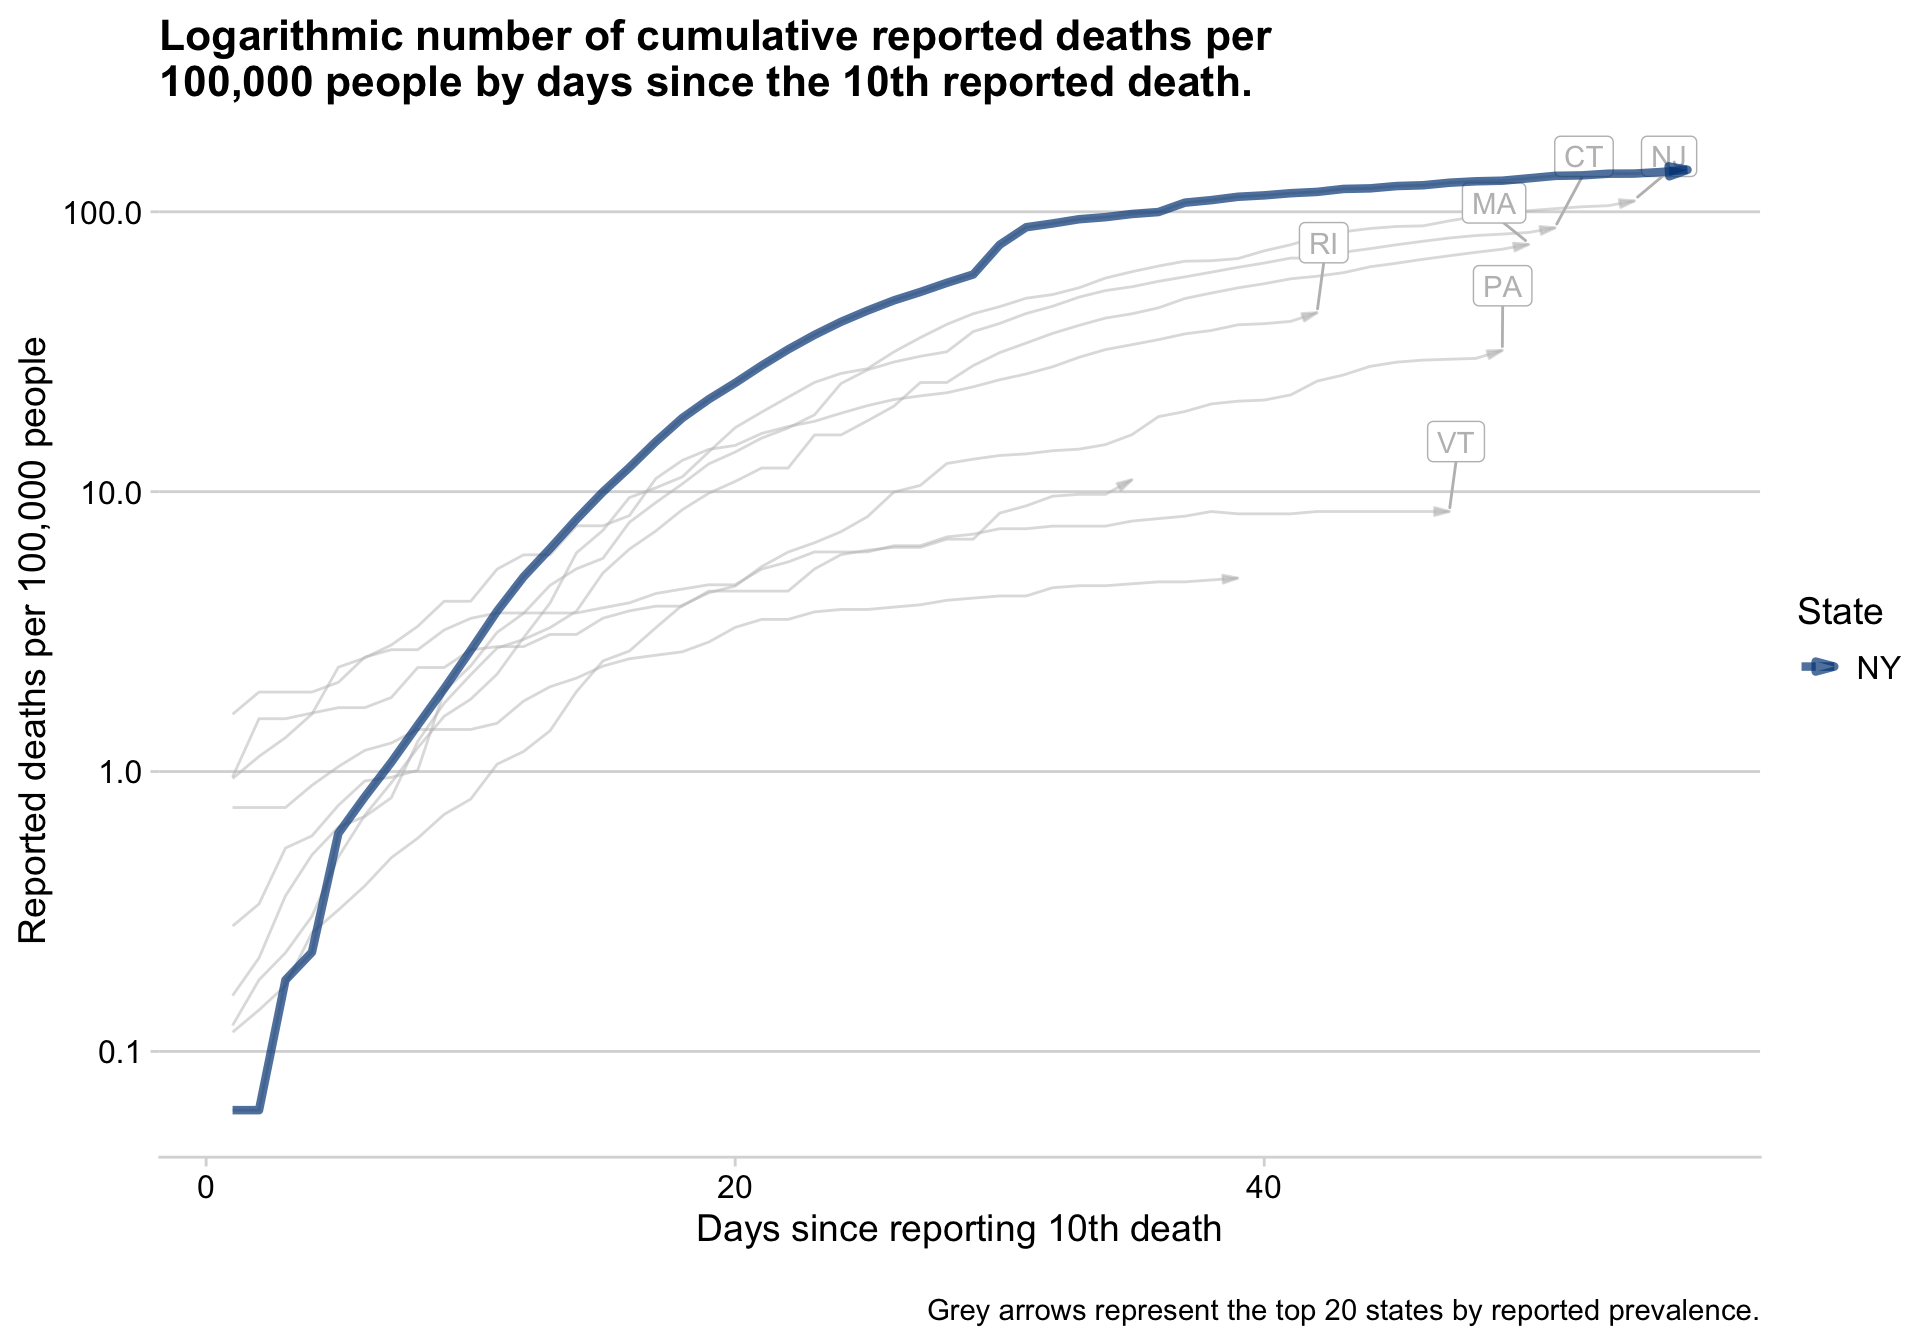 Logarithmic number of cumulative reported deaths per
100,000 people by days since the 10th reported death.
CT
NJ
MA
RI
PA
VT
100.0
10.0
1.0
0.1
Reported deaths per 100,000 people
0
20
40
Days since reporting 10th death
State
NY
Grey arrows represent the top 20 states by reported prevalence.